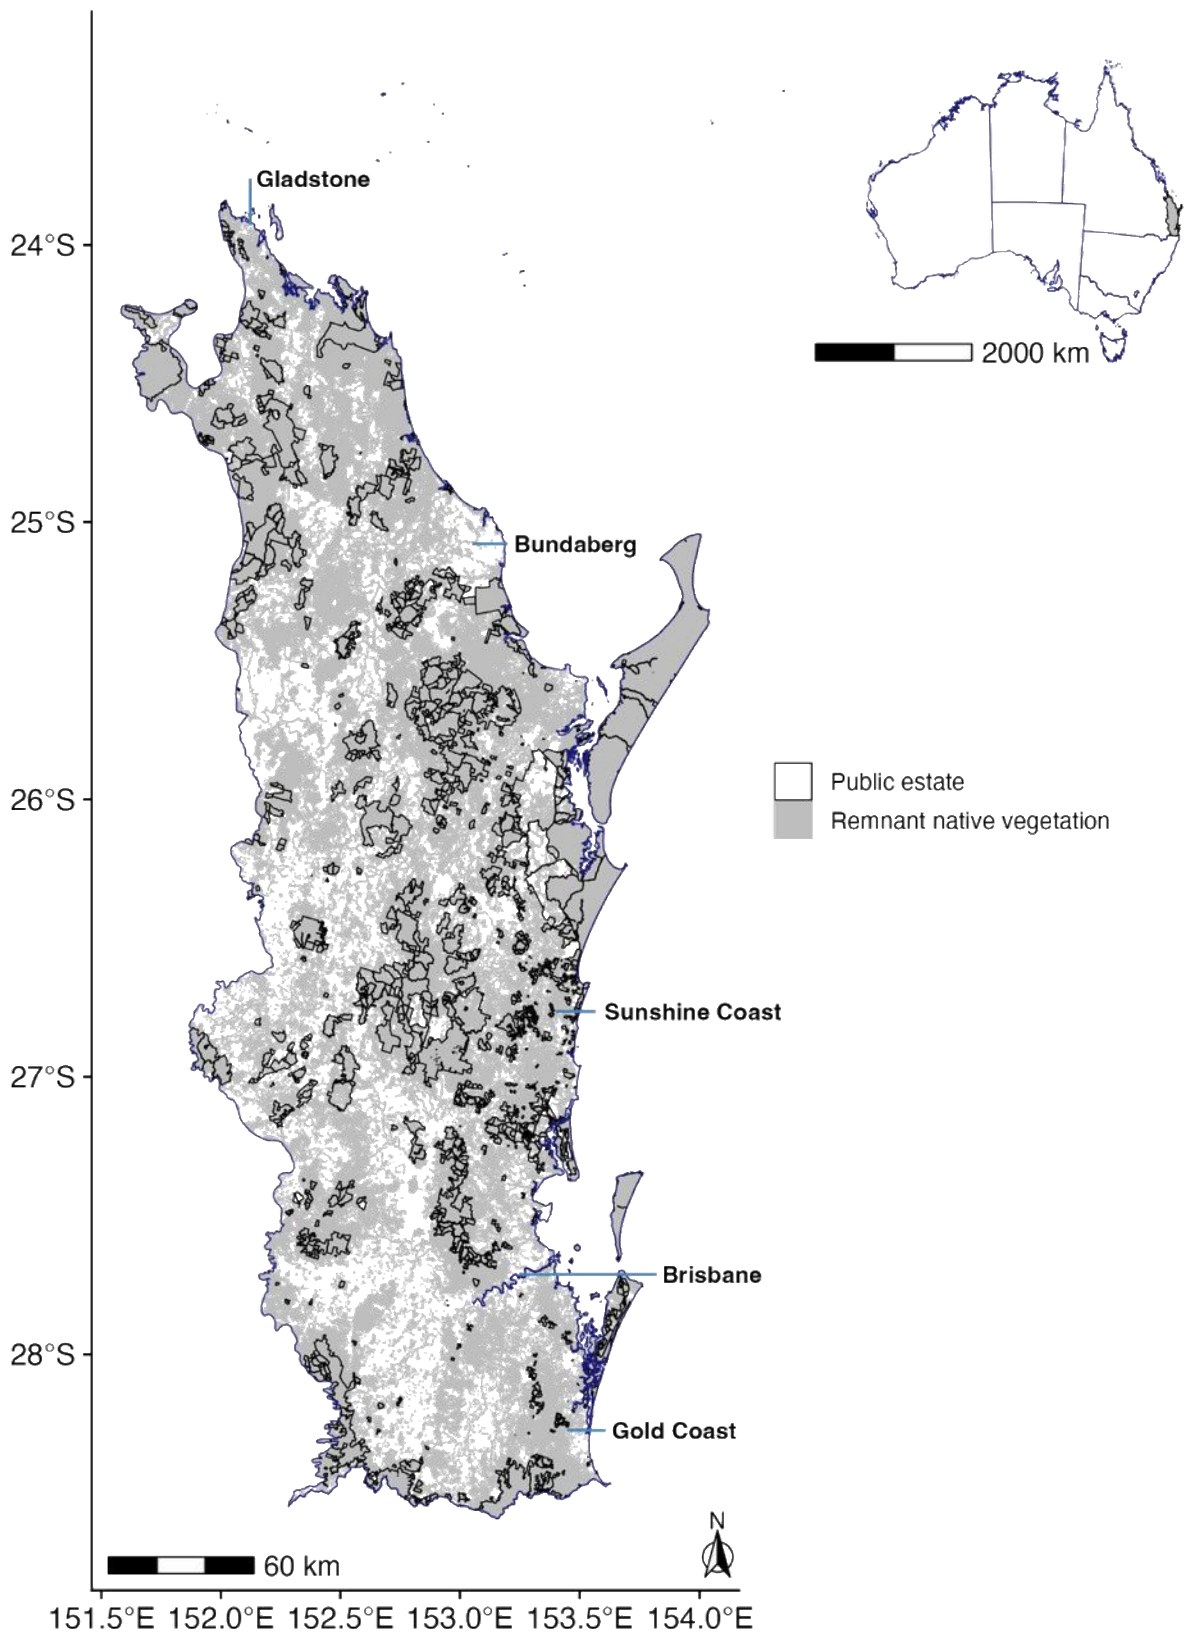 Gladstone
24°S
2000 km
25°S
Bundaberg
Public estate
26°S
Remnant native vegetation
Sunshine Coast
27°S
Brisbane
28°S
Gold Coast
N
60 km
151.5°E 152.0°E 152.5°E 153.0°E 153.5°E 154.0°E